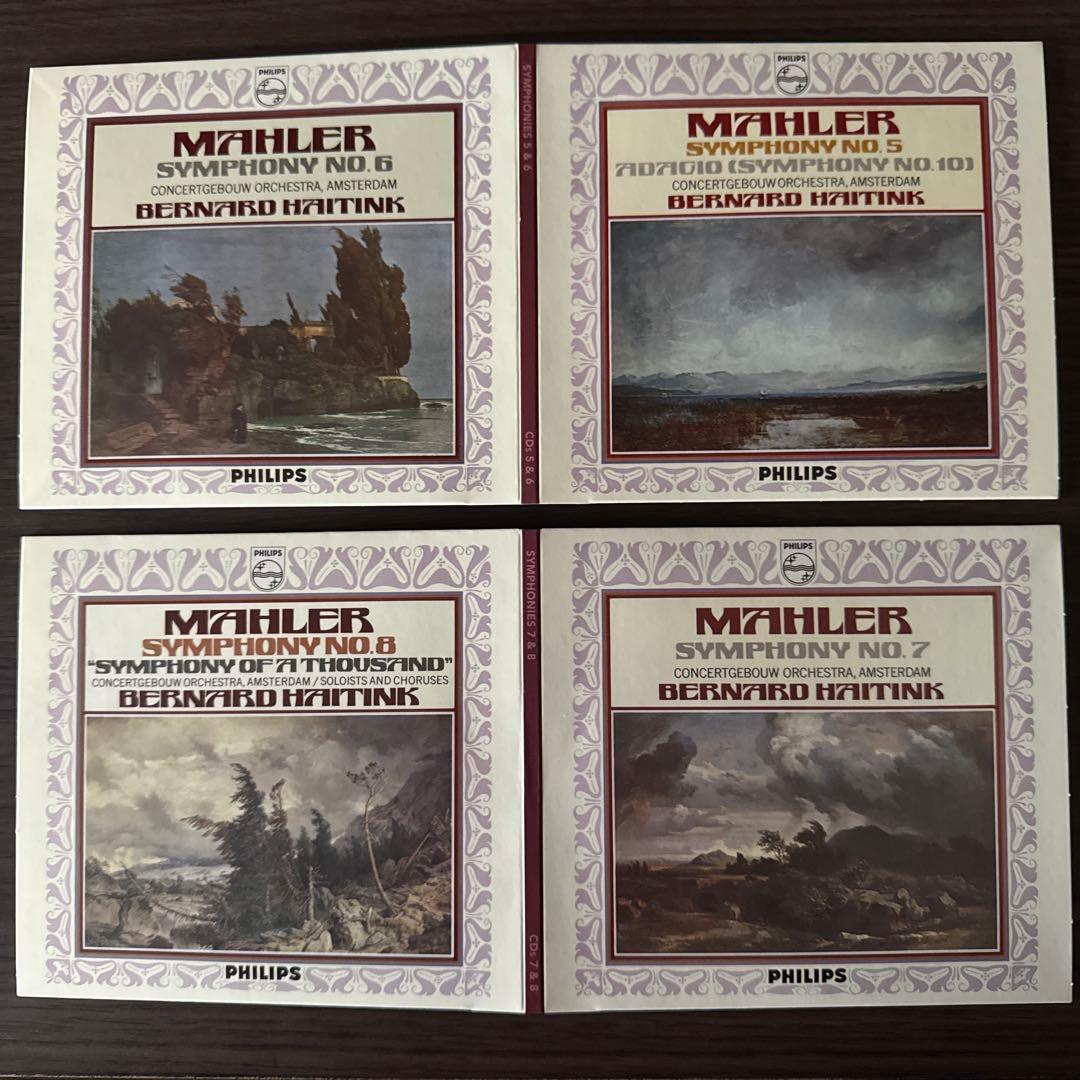 PHILIPS
MAHLER
SYMPHONY NO. 6
CONCERTGEBOUW ORCHESTRA, AMSTERDAM
BERNARD HAITINK
PHILIPS
SYMPHONIES 5 & 6
CDs 5 & 6
PHILIPS
MAHLER
SYMPHONY NO. 5
ADAGIO (SYMPHONY NO. 10)
CONCERTGEBOUW ORCHESTRA, AMSTERDAM
BERNARD HAITINK
PHILIPS
PHILIPS
MAHLER
SYMPHONY NO. 8
"SYMPHONY OF A THOUSAND"
CONCERTGEBOUW ORCHESTRA, AMSTERDAM / SOLOISTS AND CHORUSES
BERNARD HAITINK
PHILIPS
SYMPHONIES 7 & 8
CDs 7 & 8
PHILIPS
MAHLER
SYMPHONY NO. 7
CONCERTGEBOUW ORCHESTRA, AMSTERDAM
BERNARD HAITINK
PHILIPS